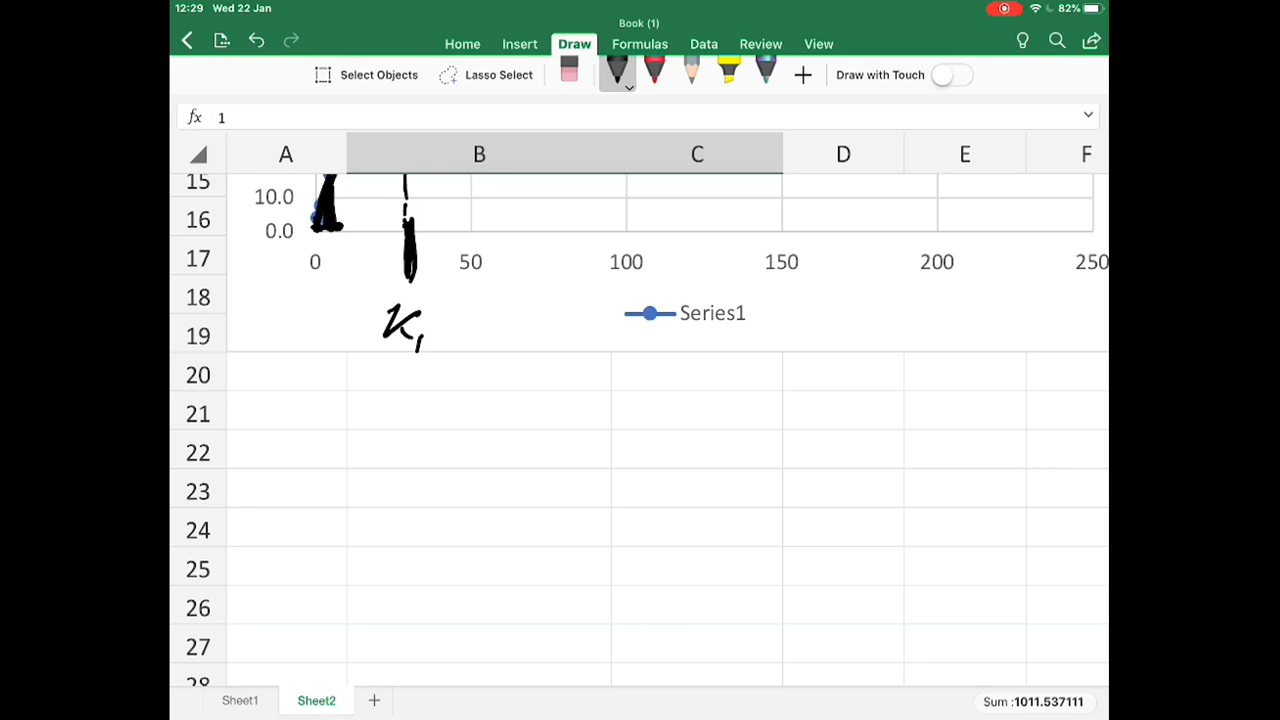 12:29 Wed 22 Jan 82%
Book (1)
Home Insert Draw Formulas Data Review View
Select Objects Lasso Select Draw with Touch
fx 1
A B C D E F
15
10.0
16
0.0
17
0 50 100 150 200 250
18
Series1
K1
19
20
21
22
23
24
25
26
27
28
Sheet1 Sheet2 + Sum :1011.537111